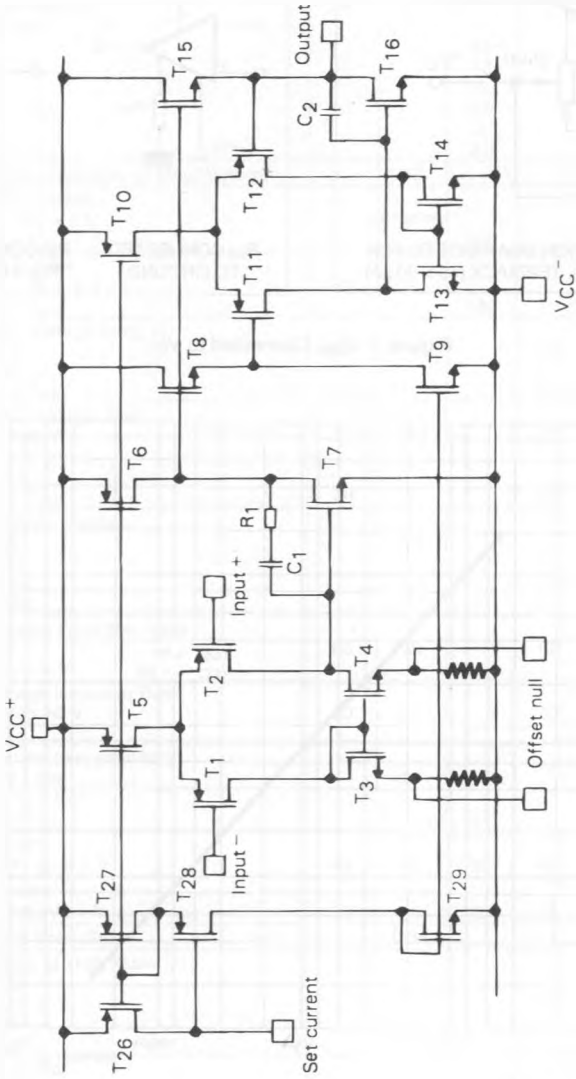 VCC +
T26
T27
T28
T29
Set current
Input −
T1
T2
T3
T4
T5
Input +
Offset null
C1
R1
T6
T7
T8
T9
T10
T11
T12
T13
T14
VCC
T15
T16
C2
Output